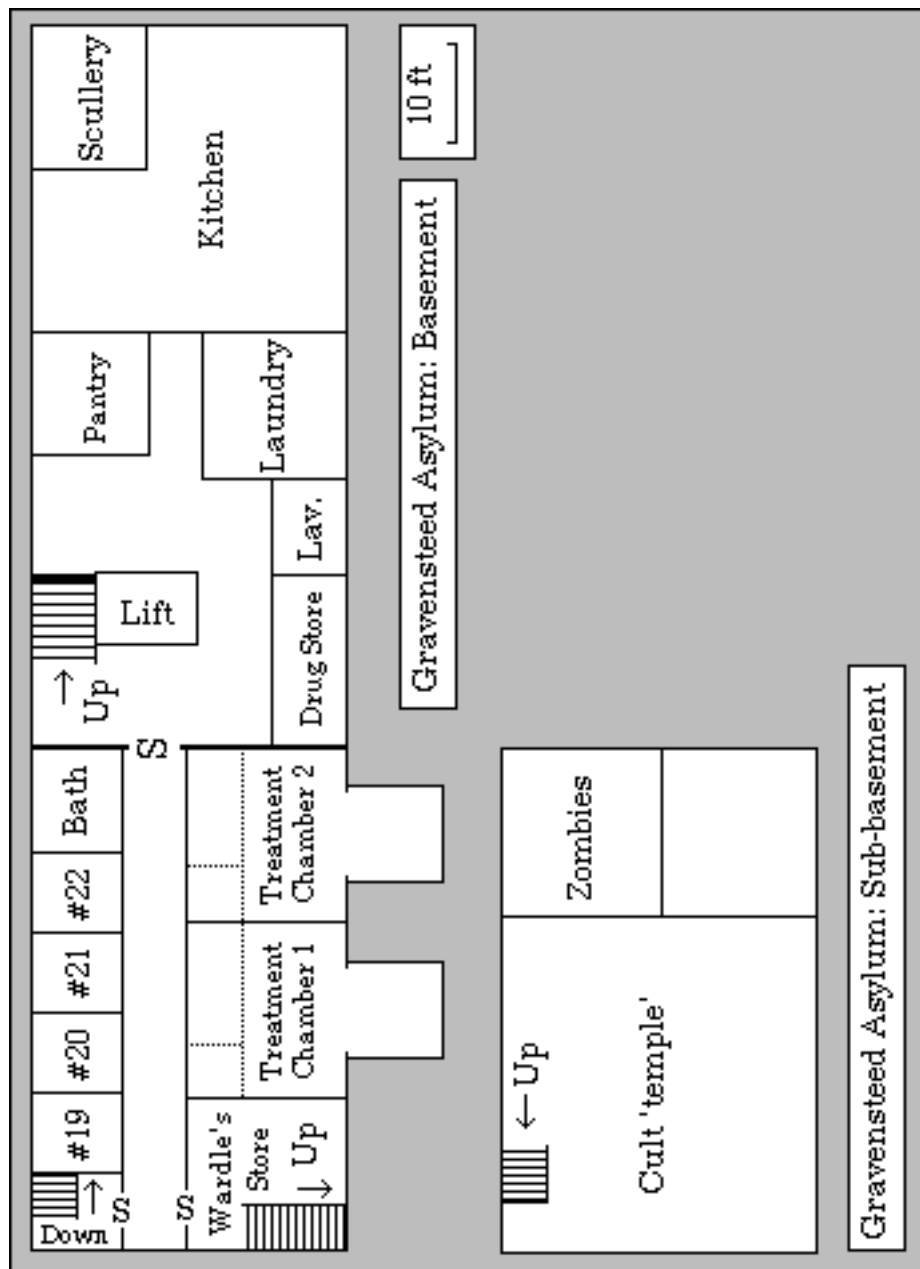 Down
#19
#20
#21
#22
Bath
Up
→
Pantry
Scullery
→
S
S
S
Lift
Kitchen
Wardle's
Store
Up
←
Treatment
Chamber 1
Treatment
Chamber 2
Drug Store
Lav.
Laundry
Gravensteed Asylum: Basement
10 ft
← Up
Zombies
Cult 'temple'
Gravensteed Asylum: Sub-basement